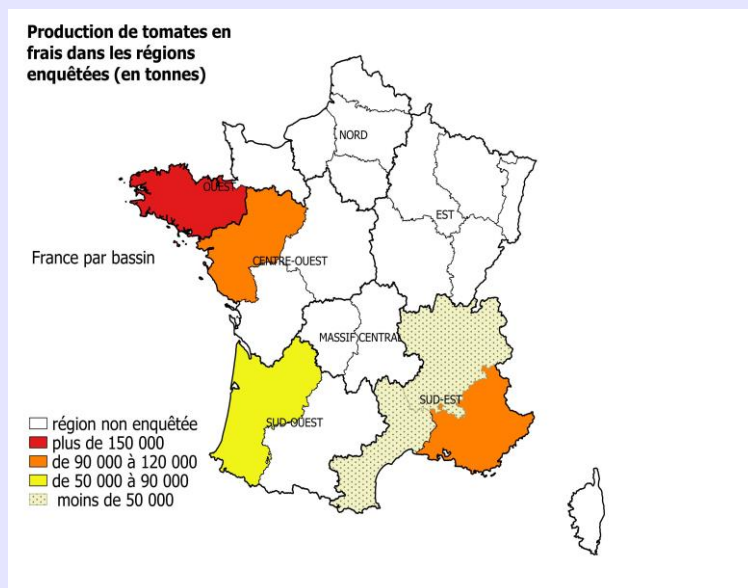 Production de tomates en
frais dans les régions
enquêtées (en tonnes)
NORD
OUEST
EST
France par bassin
CENTRE-OUEST
MASSIF CENTRAL
SUD-EST
SUD-OUEST
région non enquêtée
plus de 150 000
de 90 000 à 120 000
de 50 000 à 90 000
moins de 50 000